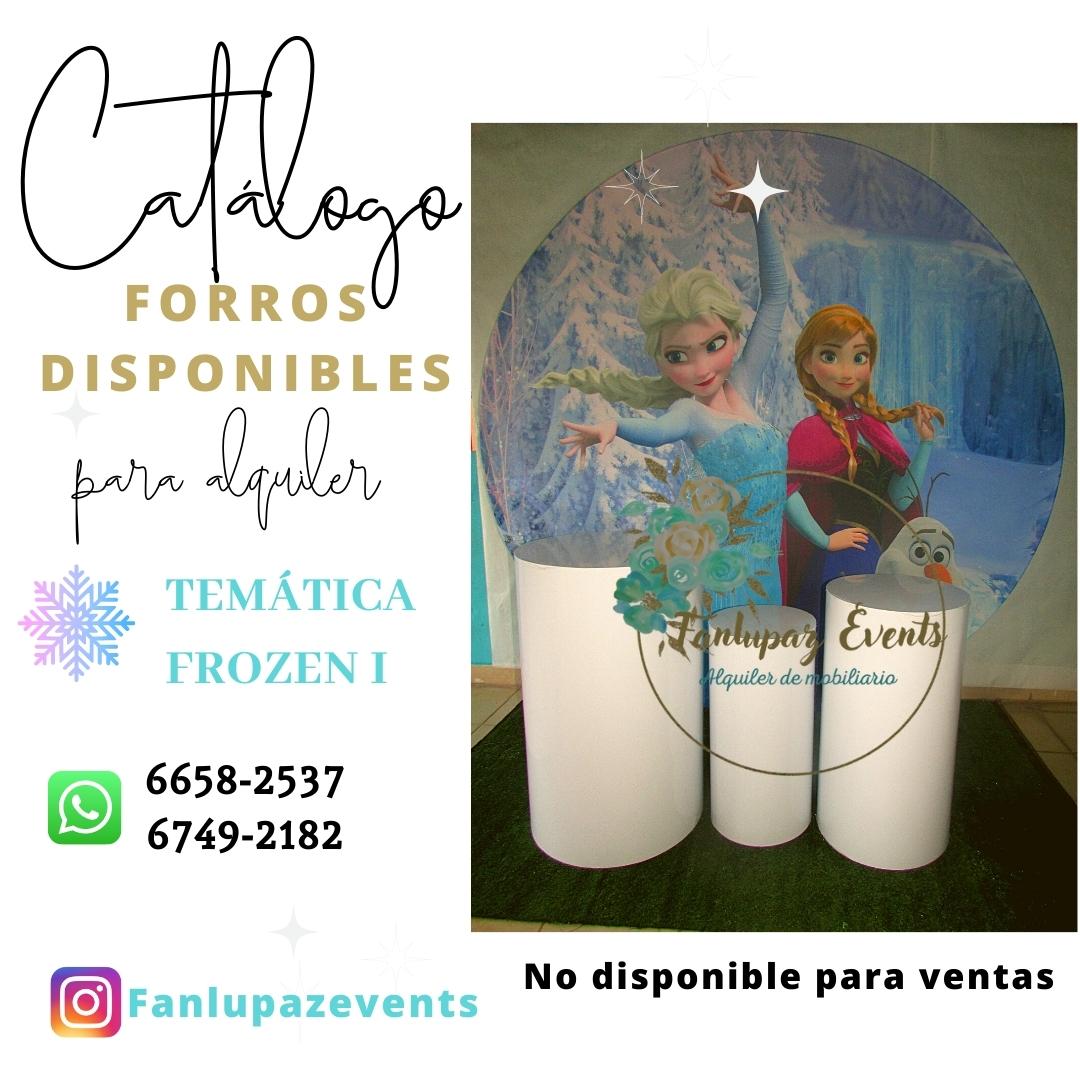 Catálogo
FORROS
DISPONIBLES
para alquiler
TEMÁTICA
FROZEN I
6658-2537
6749-2182
Fanlupazevents
Fanlupaz Events
Alquiler de mobiliario
No disponible para ventas